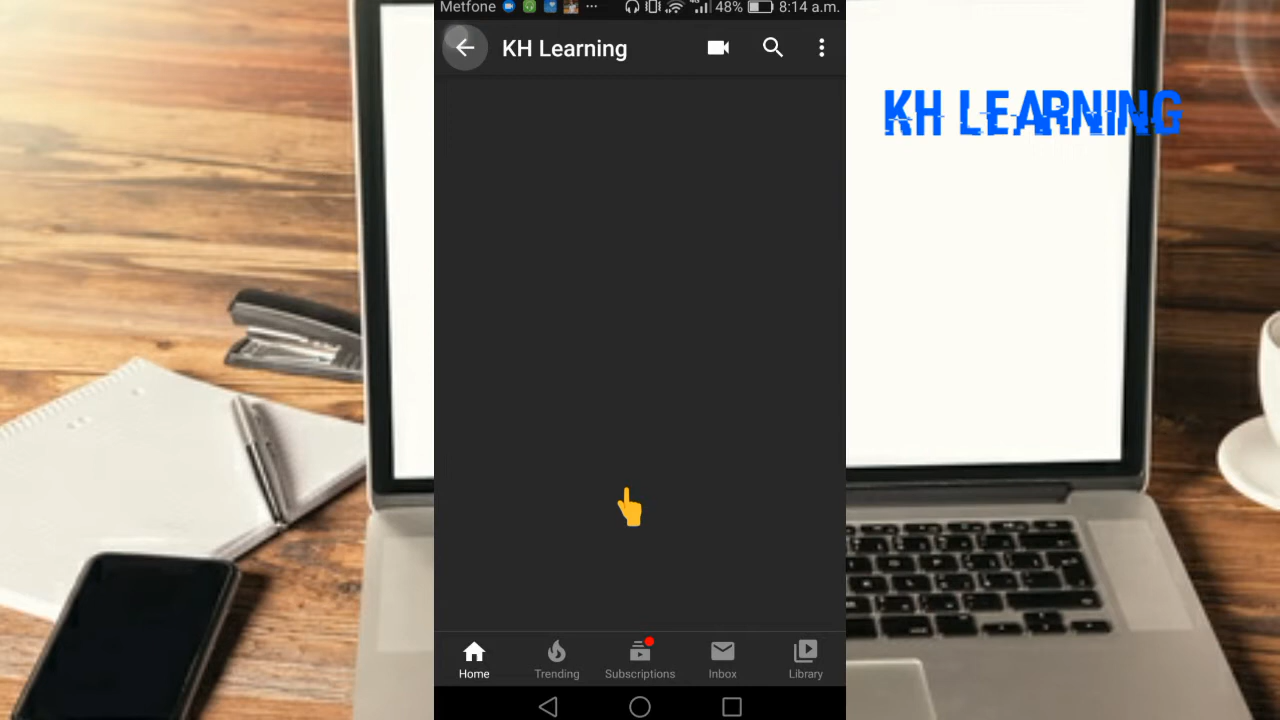 Metfone ... 48% 8:14 a.m.
KH Learning
KH LEARNING
Home Trending Subscriptions Inbox Library